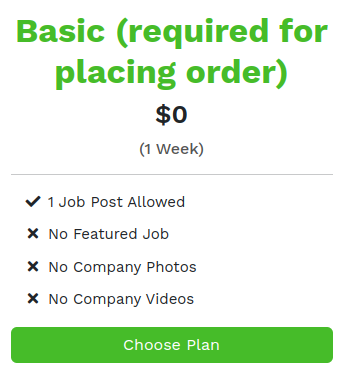 Basic (required for
placing order)
$0
(1 Week)
1 Job Post Allowed
No Featured Job
No Company Photos
No Company Videos
Choose Plan